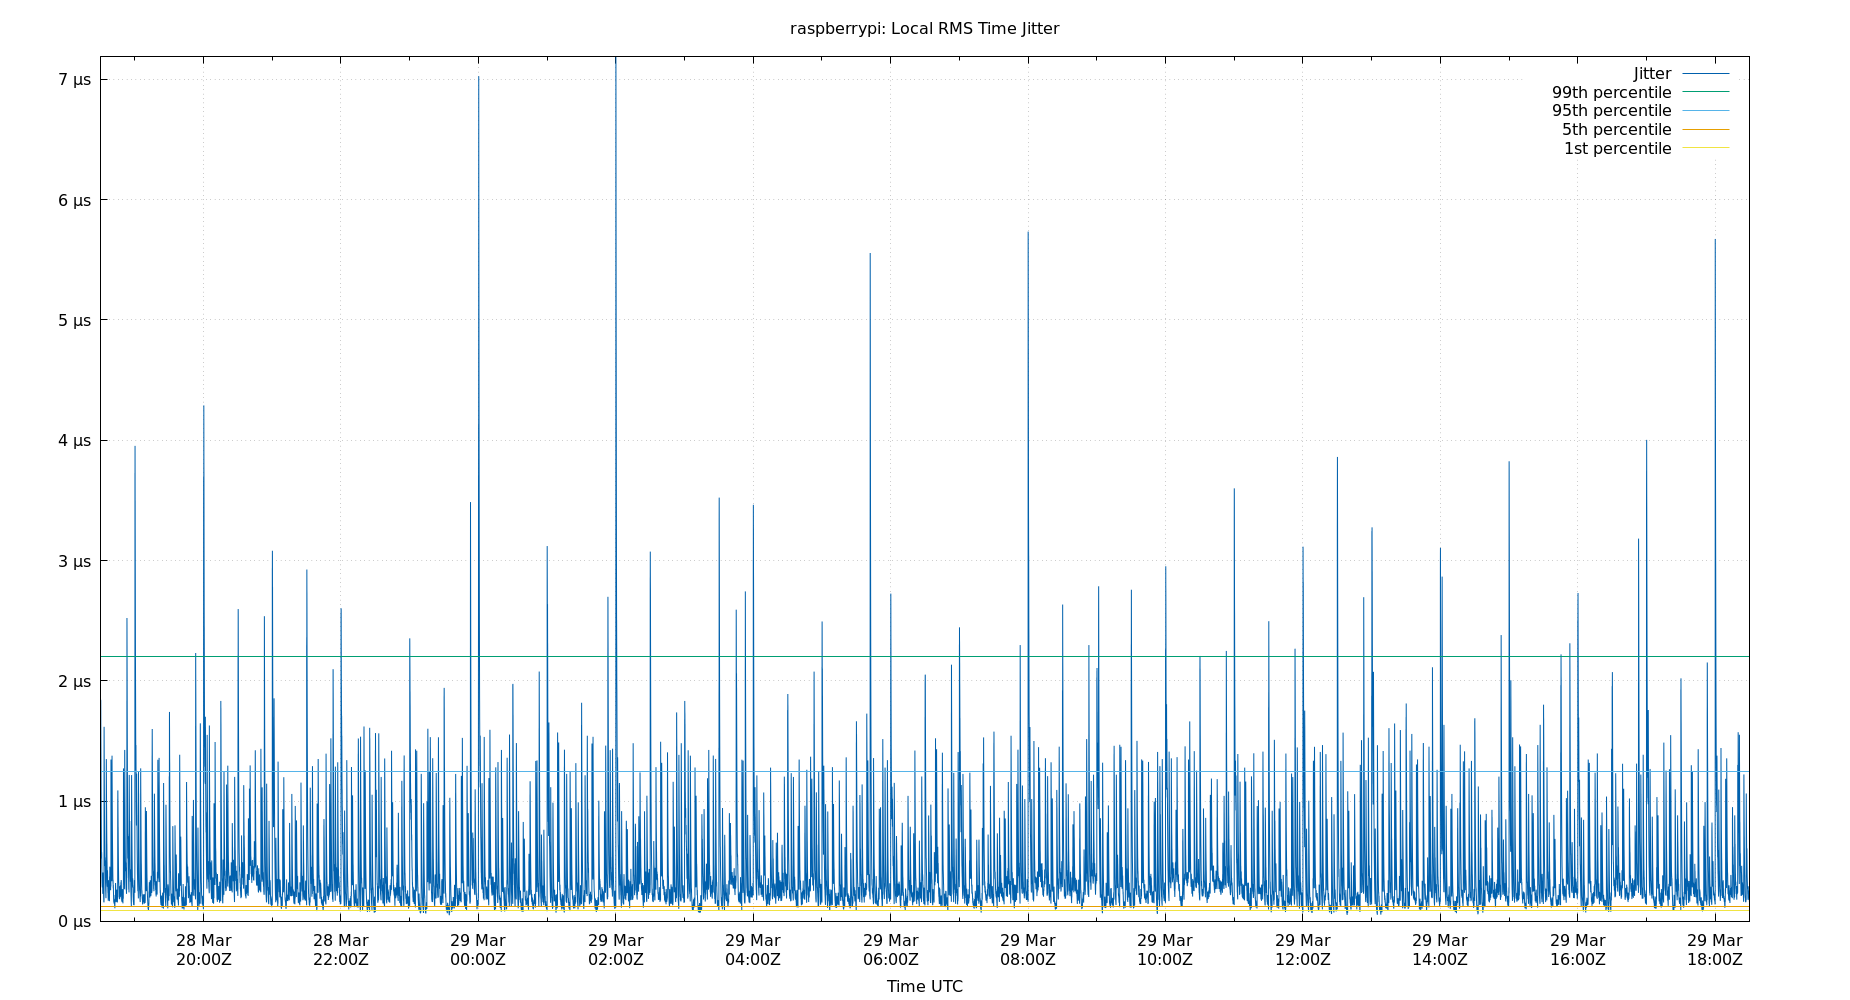 raspberrypi: Local RMS Time Jitter
7 µs
6 µs
5 µs
4 µs
3 µs
2 µs
1 µs
0 µs
Jitter
99th percentile
95th percentile
5th percentile
1st percentile
28 Mar
20:00Z
28 Mar
22:00Z
29 Mar
00:00Z
29 Mar
02:00Z
29 Mar
04:00Z
29 Mar
06:00Z
29 Mar
08:00Z
29 Mar
10:00Z
29 Mar
12:00Z
29 Mar
14:00Z
29 Mar
16:00Z
29 Mar
18:00Z
Time UTC